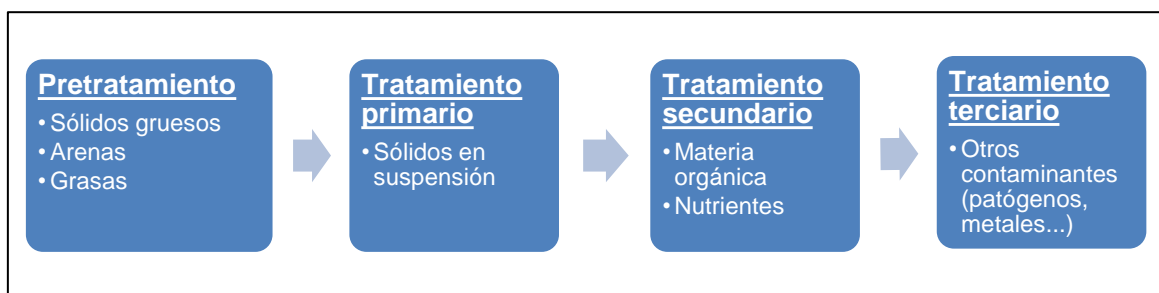 Pretratamiento
• Sólidos gruesos
• Arenas
• Grasas
Tratamiento
primario
• Sólidos en
suspensión
Tratamiento
secundario
• Materia
orgánica
• Nutrientes
Tratamiento
terciario
• Otros
contaminantes
(patógenos,
metales...)